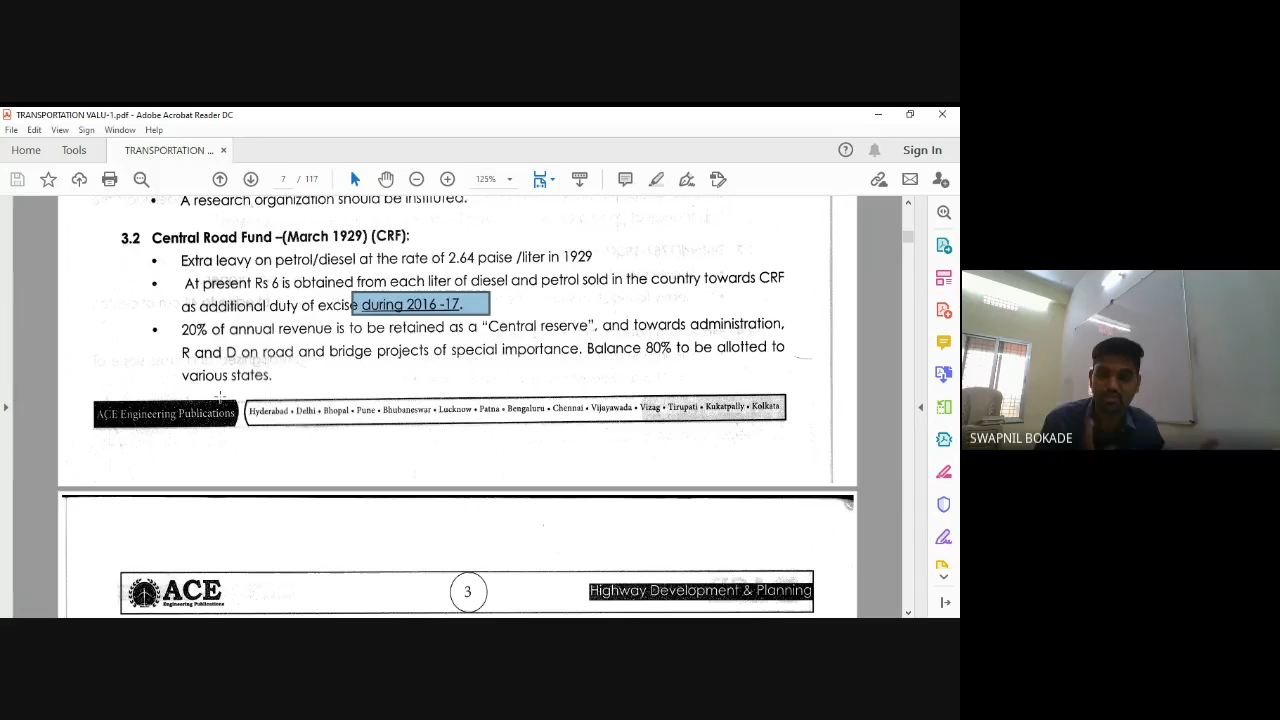 TRANSPORTATION VALU-1.pdf - Adobe Acrobat Reader DC
File Edit View Sign Window Help
Home Tools TRANSPORTATION ... × Sign In
7 / 117 125%
• A research organization should be instituted.
3.2 Central Road Fund –(March 1929) (CRF):
• Extra leavy on petrol/diesel at the rate of 2.64 paise /liter in 1929
• At present Rs 6 is obtained from each liter of diesel and petrol sold in the country towards CRF
as additional duty of excise during 2016 -17.
• 20% of annual revenue is to be retained as a “Central reserve”, and towards administration,
R and D on road and bridge projects of special importance. Balance 80% to be allotted to
various states.
ACE Engineering Publications Hyderabad • Delhi • Bhopal • Pune • Bhubaneswar • Lucknow • Patna • Bengaluru • Chennai • Vijayawada • Vizag • Tirupati • Kukatpally • Kolkata
ACE
Engineering Publications
3
Highway Development & Planning
SWAPNIL BOKADE